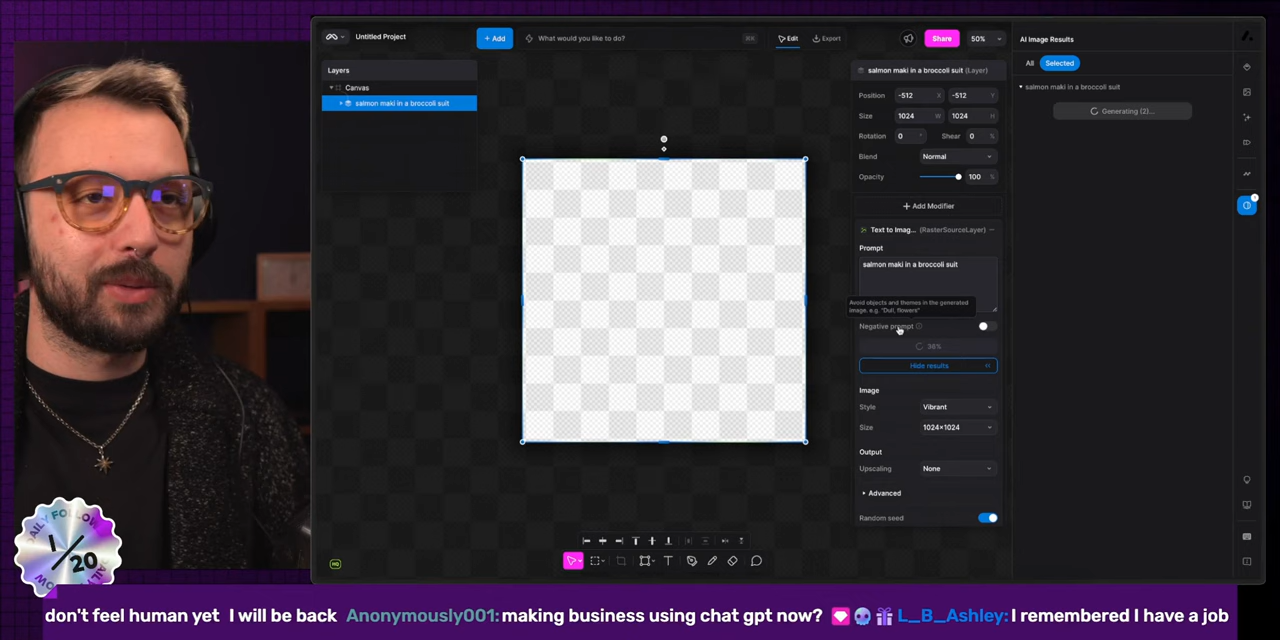 Untitled Project
+ Add
What would you like to do?
Edit
Export
Share
50%
Layers
Canvas
salmon maki in a broccoli suit
salmon maki in a broccoli suit (Layer)
Position -512 X -512 Y
Size 1024 W 1024 H
Rotation 0 ° Shear 0 %
Blend Normal
Opacity 100 %
+ Add Modifier
Text to Imag... (RasterSourceLayer)
Prompt
salmon maki in a broccoli suit
Avoid objects and themes in the generated
image. e.g. "Dull, flowers"
Negative prompt
36%
Hide results
Image
Style Vibrant
Size 1024×1024
Output
Upscaling None
Advanced
Random seed
AI Image Results
All Selected
salmon maki in a broccoli suit
Generating (2)...
HQ
DAILY FOLLOW
1/20
don't feel human yet I will be back Anonymously001: making business using chat gpt now? L_B_Ashley: I remembered I have a job